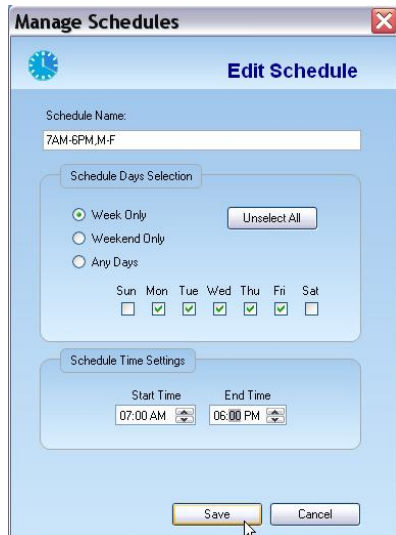 Manage Schedules
Edit Schedule
Schedule Name:
7AM-6PM,M-F
Schedule Days Selection
Week Only
Unselect All
Weekend Only
Any Days
Sun Mon Tue Wed Thu Fri Sat
Schedule Time Settings
Start Time End Time
07:00 AM 06:00 PM
Save Cancel